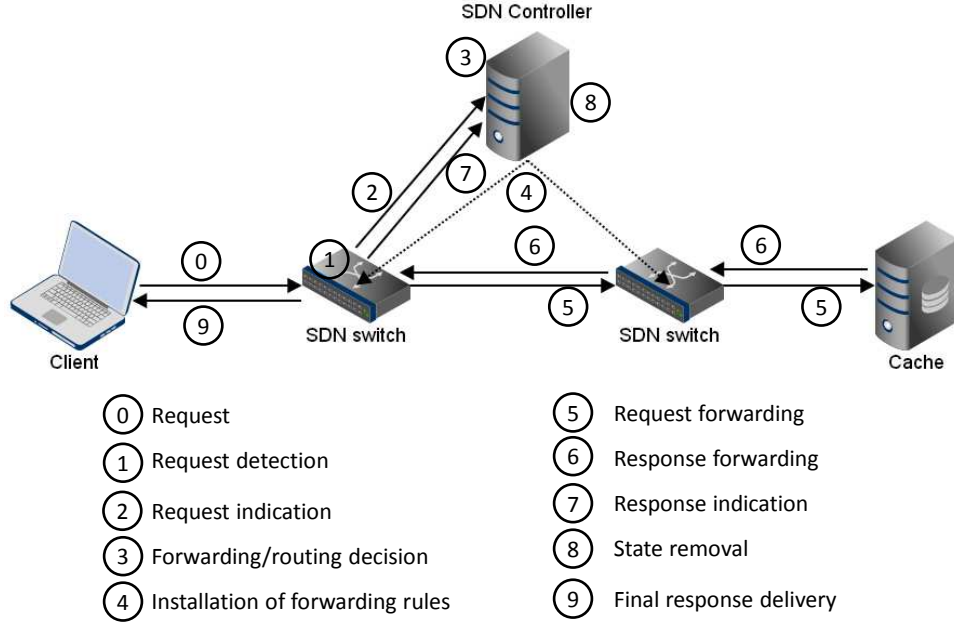 SDN Controller
3
8
2
7
4
0
1
6
6
9
5
5
SDN switch
SDN switch
Client
Cache
0 Request
1 Request detection
2 Request indication
3 Forwarding/routing decision
4 Installation of forwarding rules
5 Request forwarding
6 Response forwarding
7 Response indication
8 State removal
9 Final response delivery